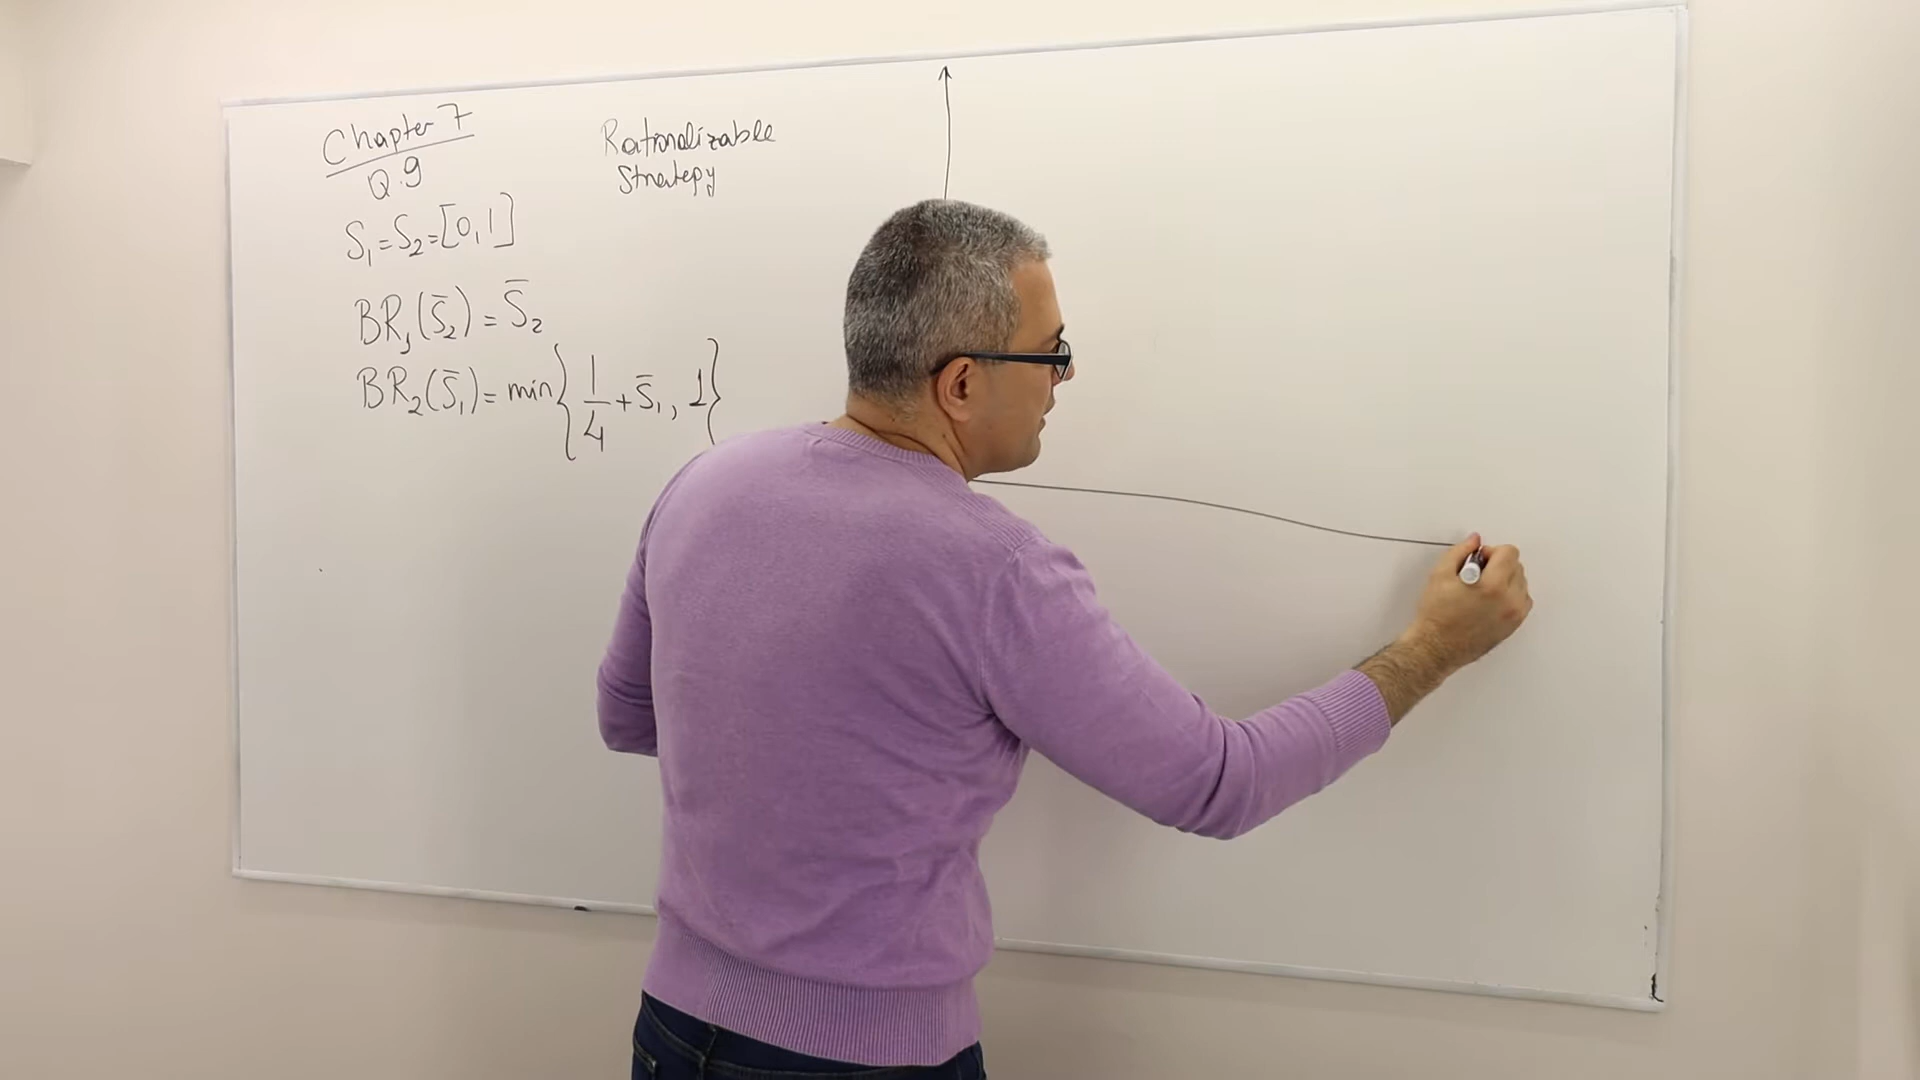 Chapter 7
Q.9
Rationalizable
Strategy
S₁=S₂=[0,1]
BR₁(S̄₂) = S̄₂
BR₂(S̄₁) = min{1/4 + S̄₁, 1}